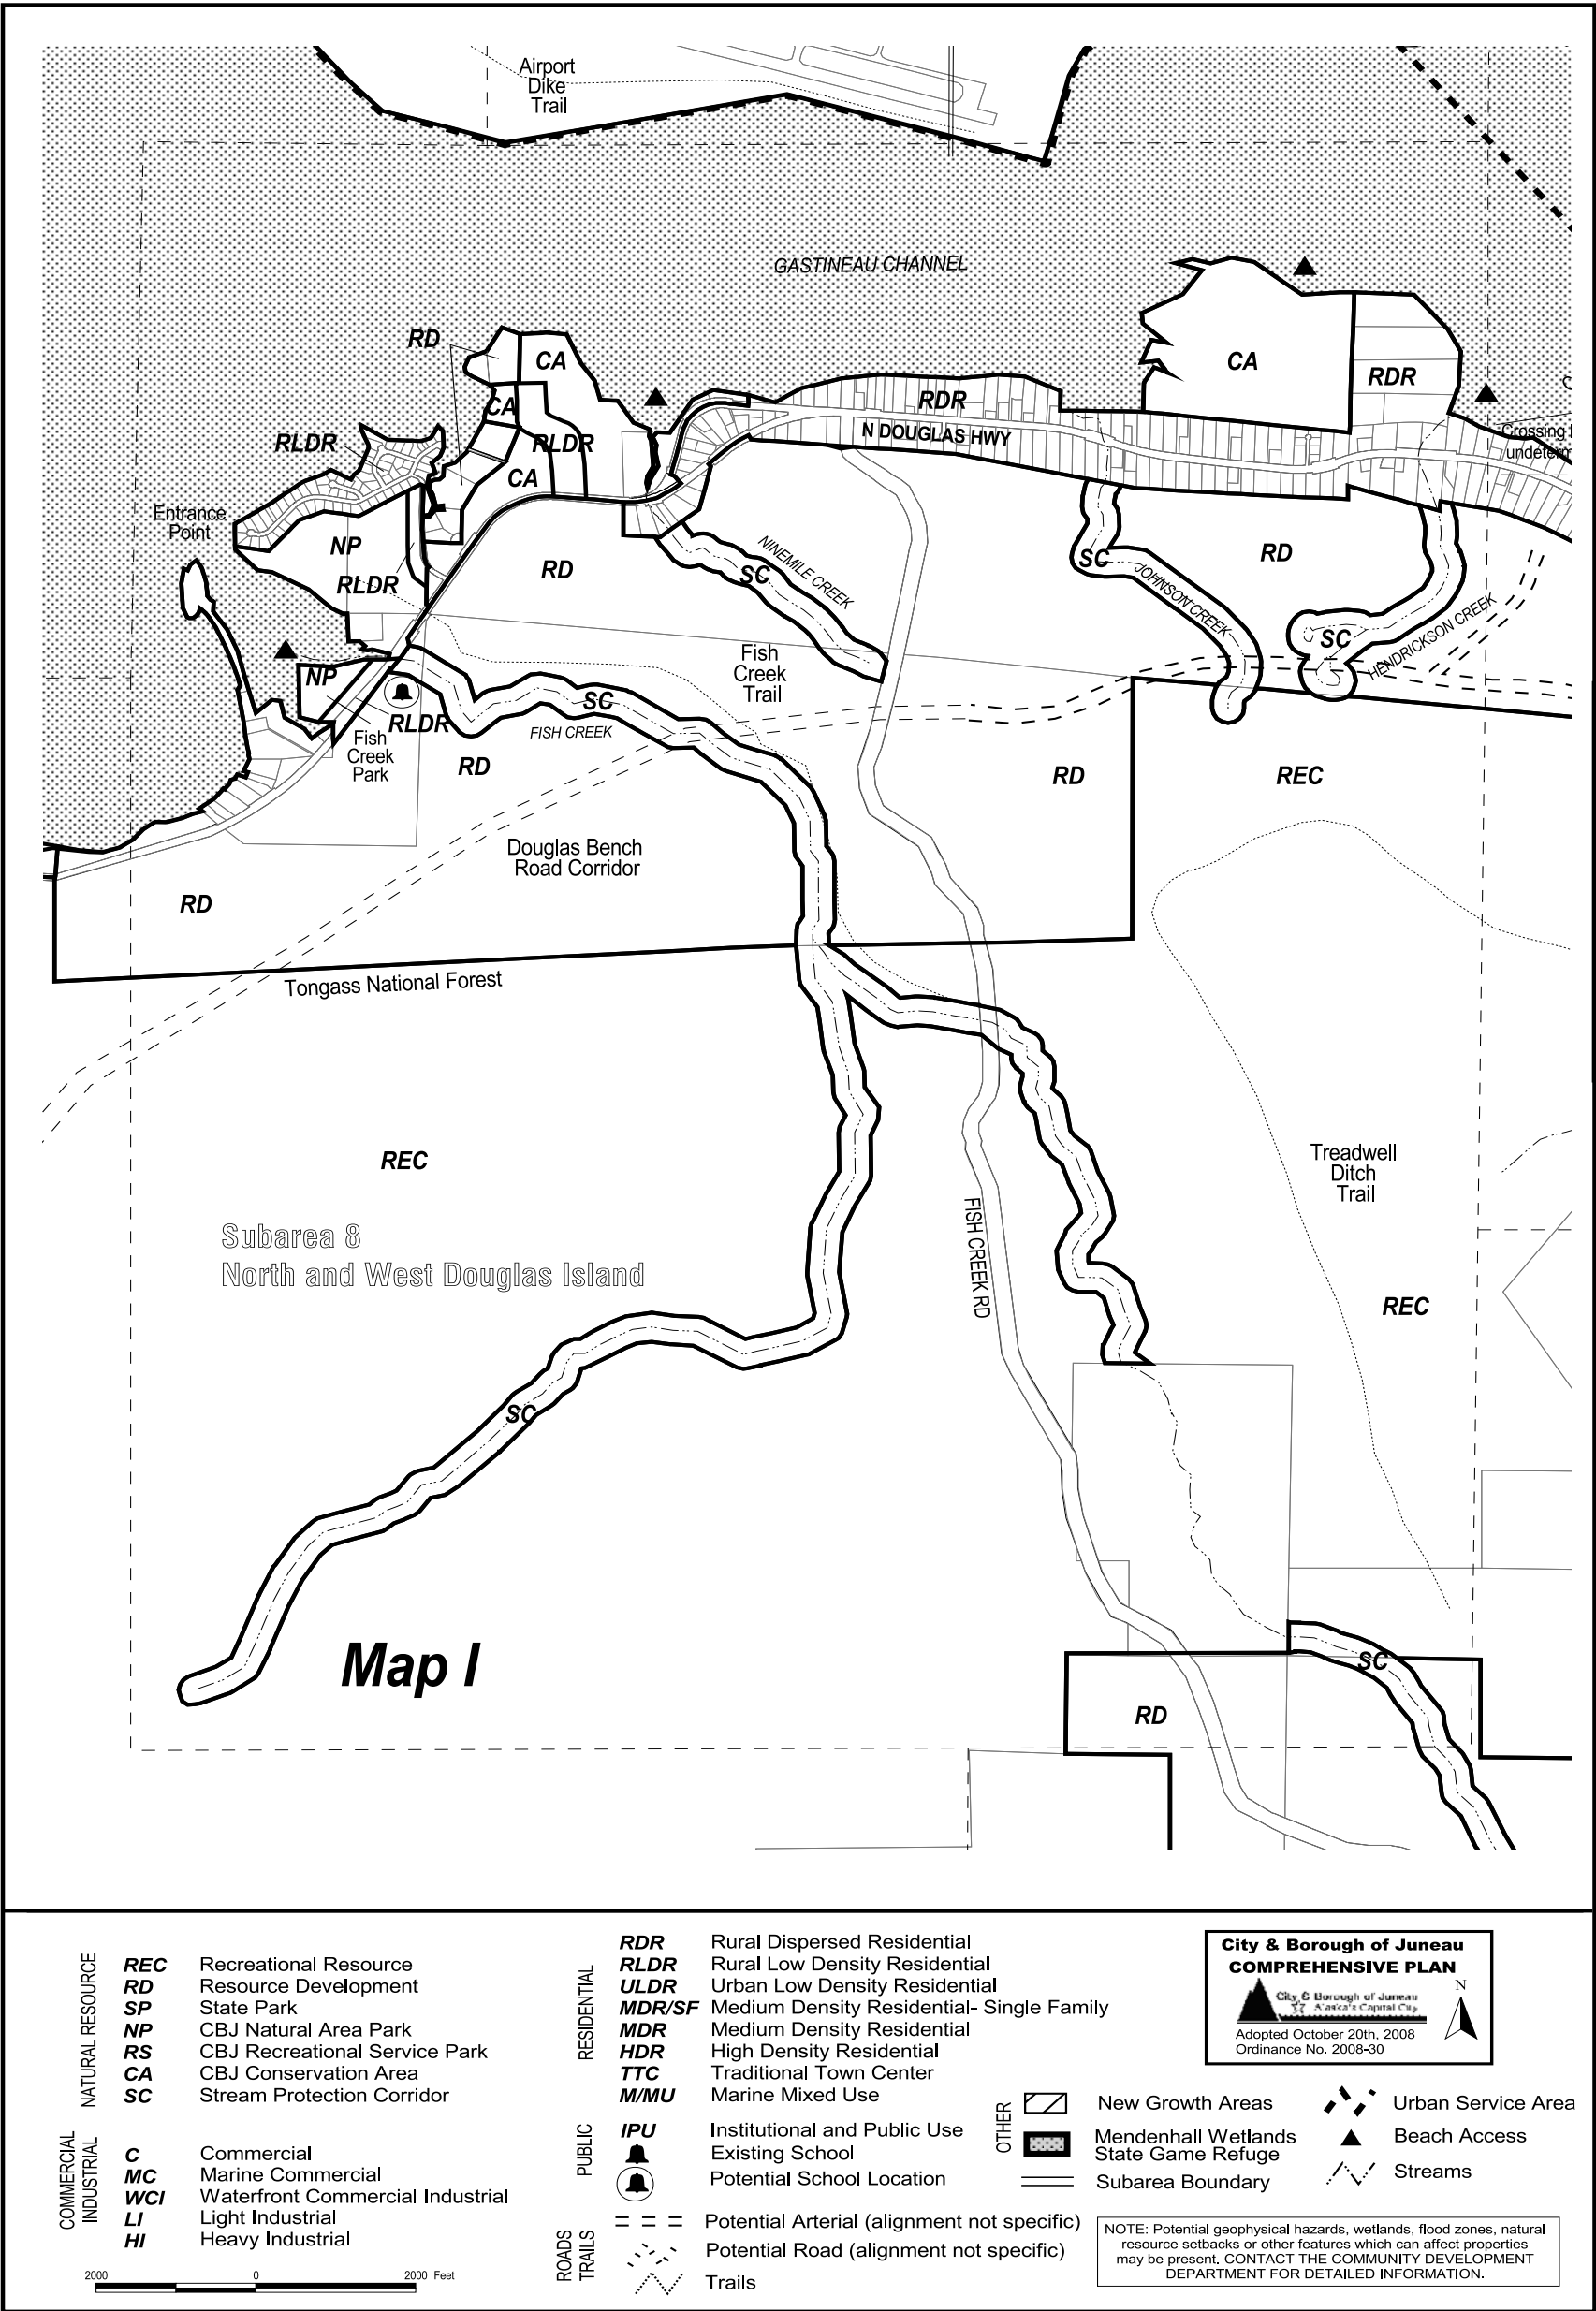 Airport
Dike
Trail
GASTINEAU CHANNEL
RD
CA
CA
RDR
CA
RDR
RLDR
RLDR
N DOUGLAS HWY
Crossing
CA
Entrance
Point
NP
RLDR
RD
SC
NINEMILE CREEK
SC
JOHNSON CREEK
RD
SC
HENDRICKSON CREEK
Fish
Creek
Trail
NP
SC
RLDR
FISH CREEK
Fish
Creek
Park
RD
RD
REC
Douglas Bench
Road Corridor
RD
Tongass National Forest
REC
Treadwell
Ditch
Trail
Subarea 8
North and West Douglas Island
FISH CREEK RD
REC
SC
Map I
SC
RD
NATURAL RESOURCE
REC Recreational Resource
RD Resource Development
SP State Park
NP CBJ Natural Area Park
RS CBJ Recreational Service Park
CA CBJ Conservation Area
SC Stream Protection Corridor
COMMERCIAL
INDUSTRIAL
C Commercial
MC Marine Commercial
WCI Waterfront Commercial Industrial
LI Light Industrial
HI Heavy Industrial
2000 0 2000 Feet
RESIDENTIAL
RDR Rural Dispersed Residential
RLDR Rural Low Density Residential
ULDR Urban Low Density Residential
MDR/SF Medium Density Residential- Single Family
MDR Medium Density Residential
HDR High Density Residential
TTC Traditional Town Center
M/MU Marine Mixed Use
PUBLIC
IPU Institutional and Public Use
Existing School
Potential School Location
ROADS
TRAILS
Potential Arterial (alignment not specific)
Potential Road (alignment not specific)
Trails
OTHER
New Growth Areas
Mendenhall Wetlands
State Game Refuge
Subarea Boundary
Urban Service Area
Beach Access
Streams
City & Borough of Juneau
COMPREHENSIVE PLAN
City & Borough of Juneau
Alaska's Capital City
N
Adopted October 20th, 2008
Ordinance No. 2008-30
NOTE: Potential geophysical hazards, wetlands, flood zones, natural
resource setbacks or other features which can affect properties
may be present. CONTACT THE COMMUNITY DEVELOPMENT
DEPARTMENT FOR DETAILED INFORMATION.